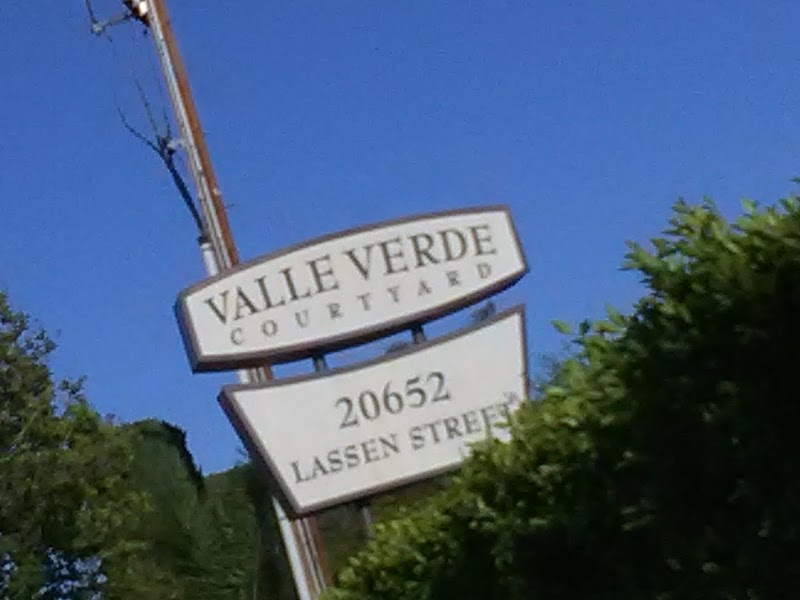 VALLE VERDE
COURTYARD
20652
LASSEN STREET